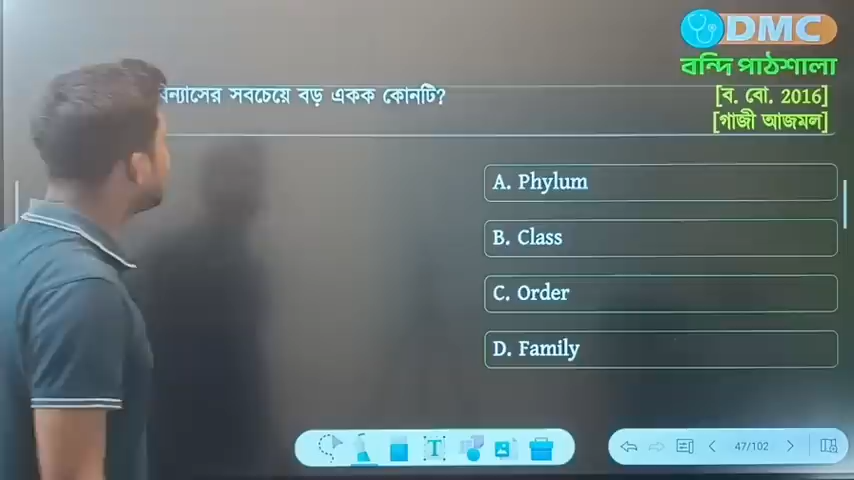 DMC
বন্দি পাঠশালা
সবচেয়ে বড় একক কোনটি?
[ব. বো. 2016]
[গাজী আজমল]
A. Phylum
B. Class
C. Order
D. Family
T
47/102